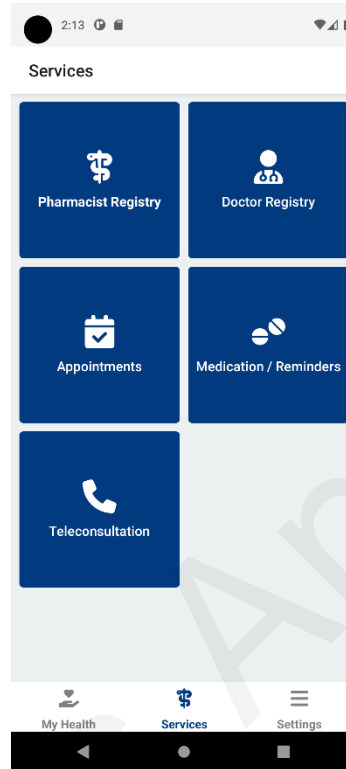 2:13
Services
Pharmacist Registry
Doctor Registry
Appointments
Medication / Reminders
Teleconsultation
My Health
Services
Settings